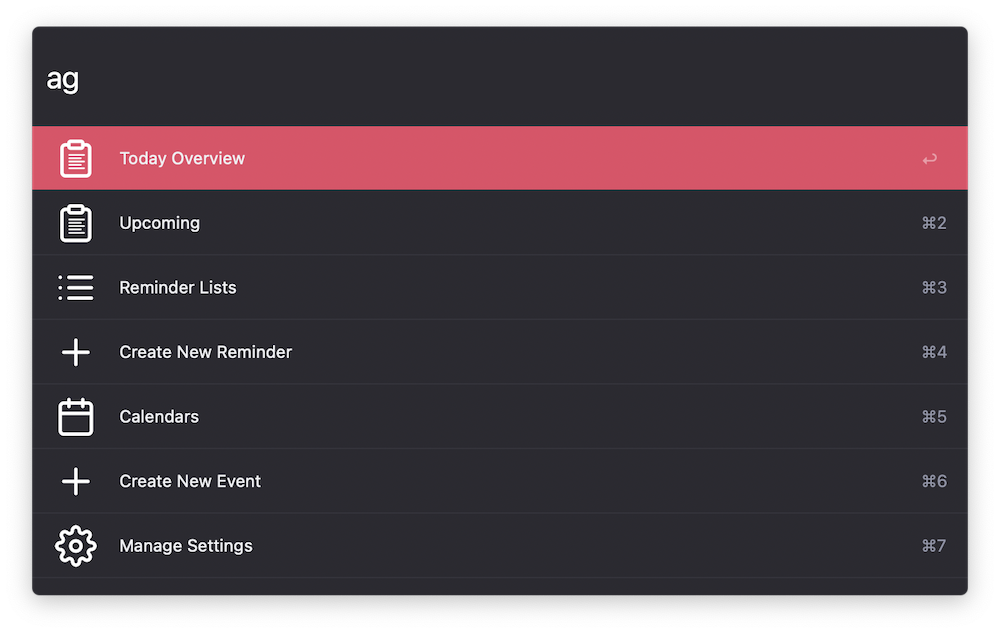 ag
Today Overview ↩
Upcoming ⌘2
Reminder Lists ⌘3
Create New Reminder ⌘4
Calendars ⌘5
Create New Event ⌘6
Manage Settings ⌘7